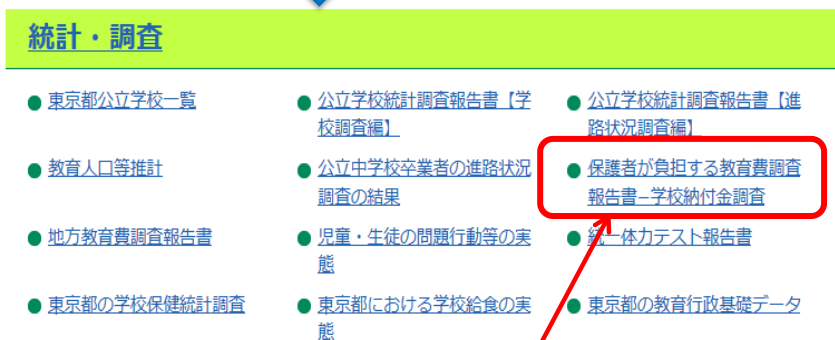 統計・調査
東京都公立学校一覧
公立学校統計調査報告書【学
校調査編】
公立学校統計調査報告書【進
路状況調査編】
教育人口等推計
公立中学校卒業者の進路状況
調査の結果
保護者が負担する教育費調査
報告書−学校納付金調査
地方教育費調査報告書
児童・生徒の問題行動等の実
態
統一体力テスト報告書
東京都の学校保健統計調査
東京都における学校給食の実
態
東京都の教育行政基礎データ